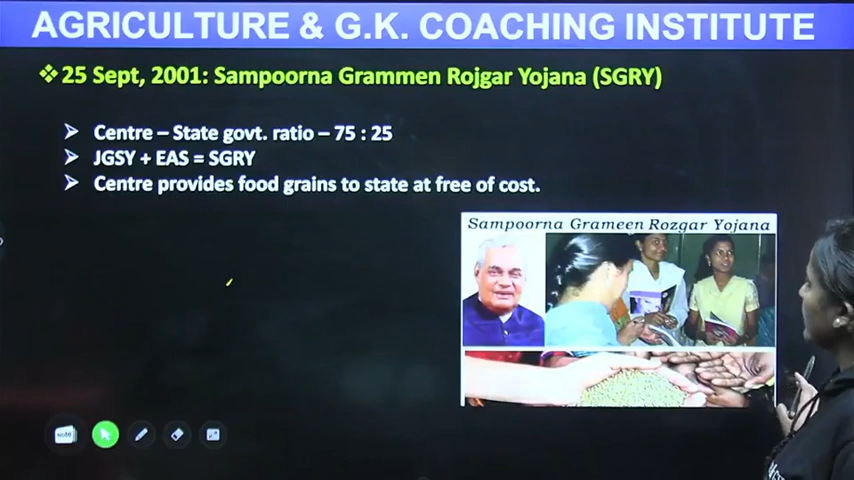 AGRICULTURE & G.K. COACHING INSTITUTE
❖25 Sept, 2001: Sampoorna Grammen Rojgar Yojana (SGRY)
➤ Centre – State govt. ratio – 75 : 25
➤ JGSY + EAS = SGRY
➤ Centre provides food grains to state at free of cost.
Sampoorna Grameen Rozgar Yojana